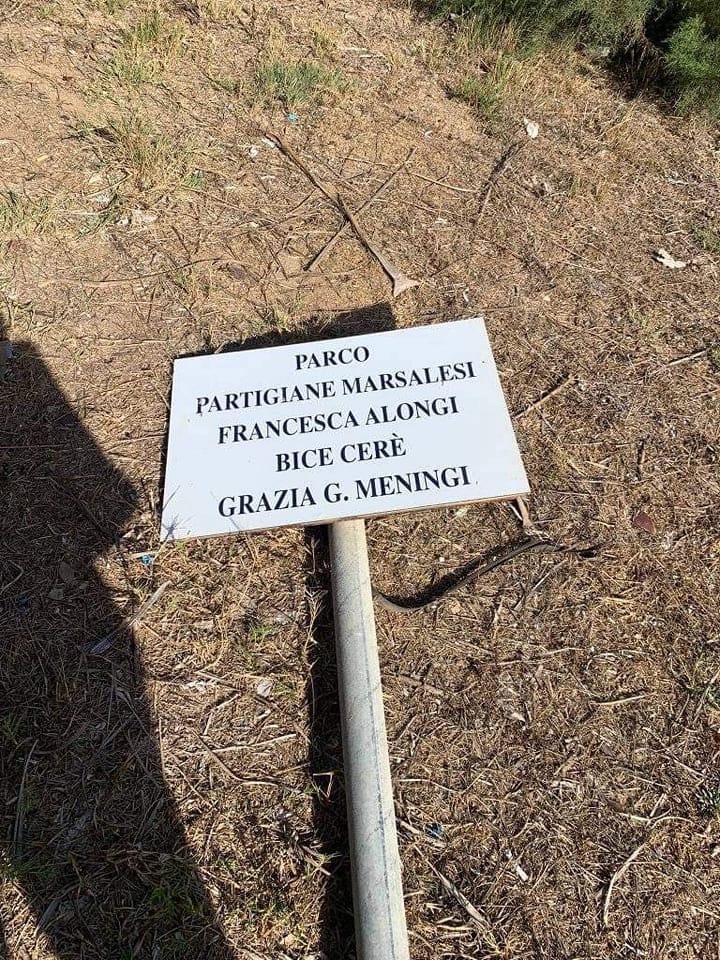 PARCO
PARTIGIANE MARSALESI
FRANCESCA ALONGI
BICE CERÈ
GRAZIA G. MENINGI